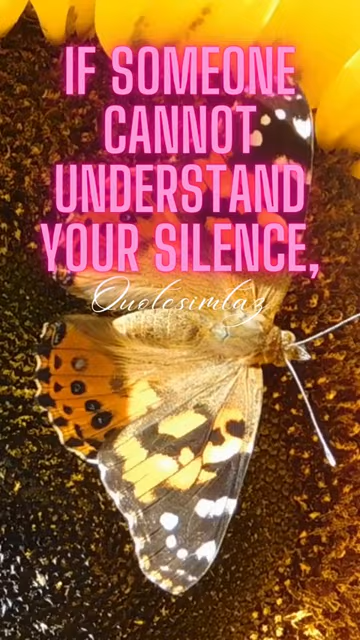 IF SOMEONE
CANNOT
UNDERSTAND
YOUR SILENCE,
Quotesimtaz